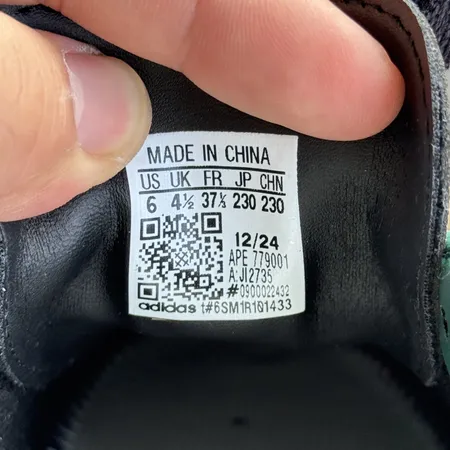 MADE IN CHINA
US UK FR JP CHN
6 4½ 37⅓ 230 230
12/24
APE 779001
A:JI2735
#0900022432
adidas t#6SM1R101433